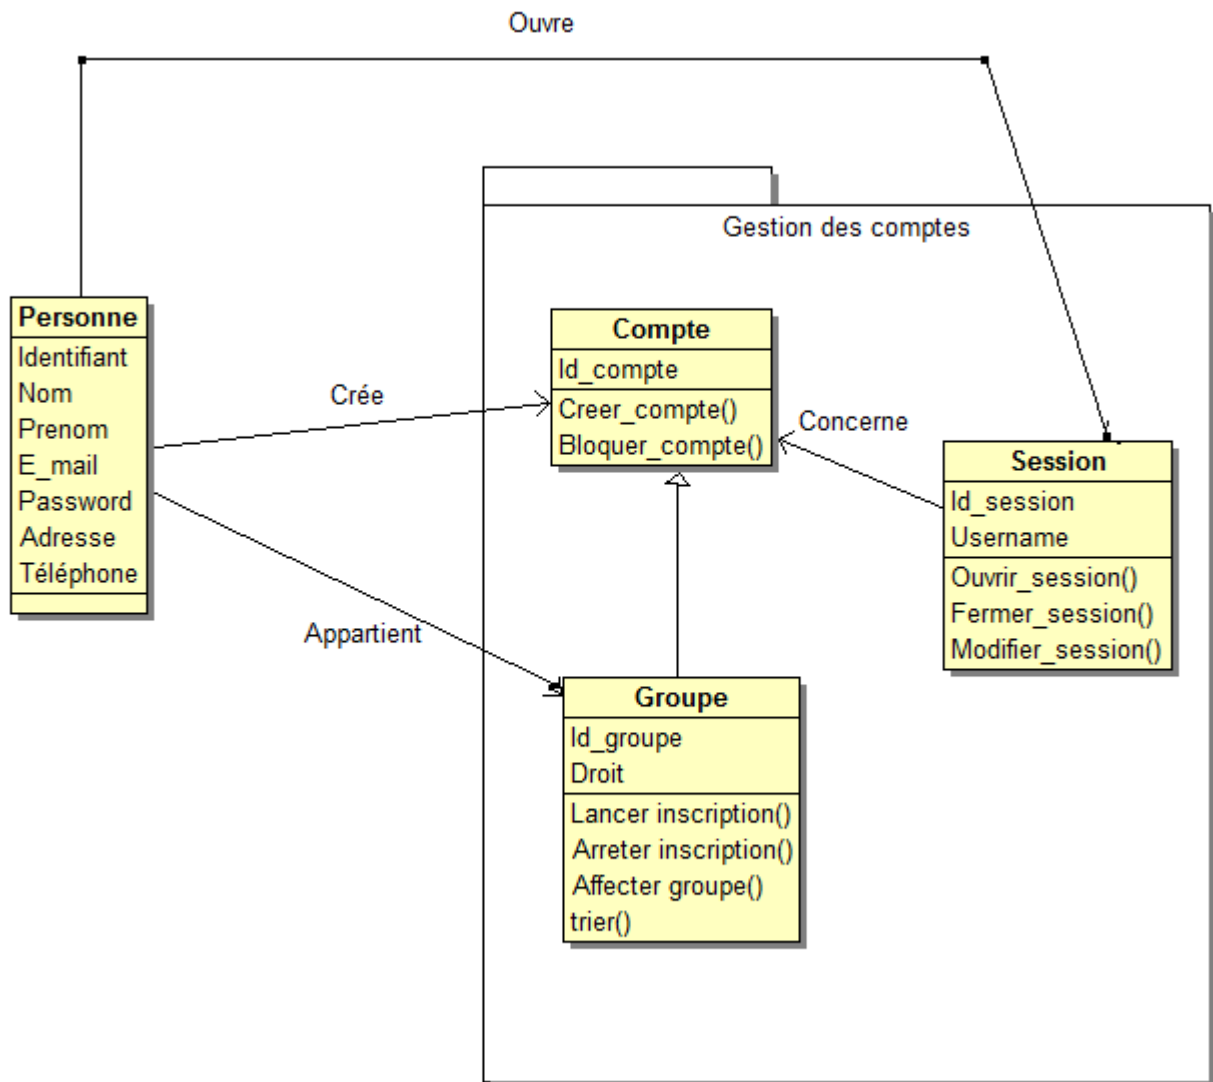 Ouvre
Gestion des comptes
Personne
Identifiant
Nom
Prenom
E_mail
Password
Adresse
Téléphone
Crée
Appartient
Compte
Id_compte
Creer_compte()
Bloquer_compte()
Concerne
Session
Id_session
Username
Ouvrir_session()
Fermer_session()
Modifier_session()
Groupe
Id_groupe
Droit
Lancer inscription()
Arreter inscription()
Affecter groupe()
trier()